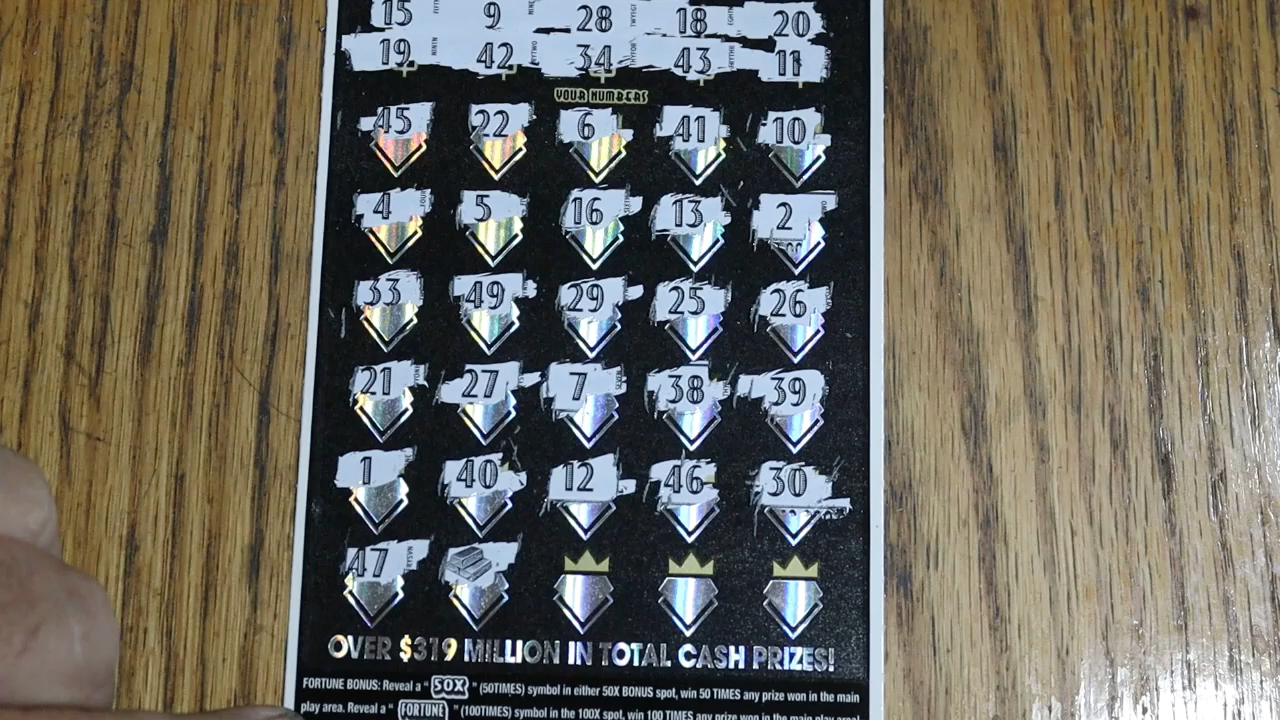 15 9 28 18 20
19 42 34 43 11
YOUR NUMBERS
45 22 6 41 10
4 5 16 13 2
33 49 29 25 26
21 27 7 38 39
1 40 12 46 30
47
OVER $319 MILLION IN TOTAL CASH PRIZES!
FORTUNE BONUS: Reveal a "50X" (50TIMES) symbol in either 50X BONUS spot, win 50 TIMES any prize won in the main
play area. Reveal a "FORTUNE" (100TIMES) symbol in the 100X spot, win 100 TIMES any prize won in the main play area!